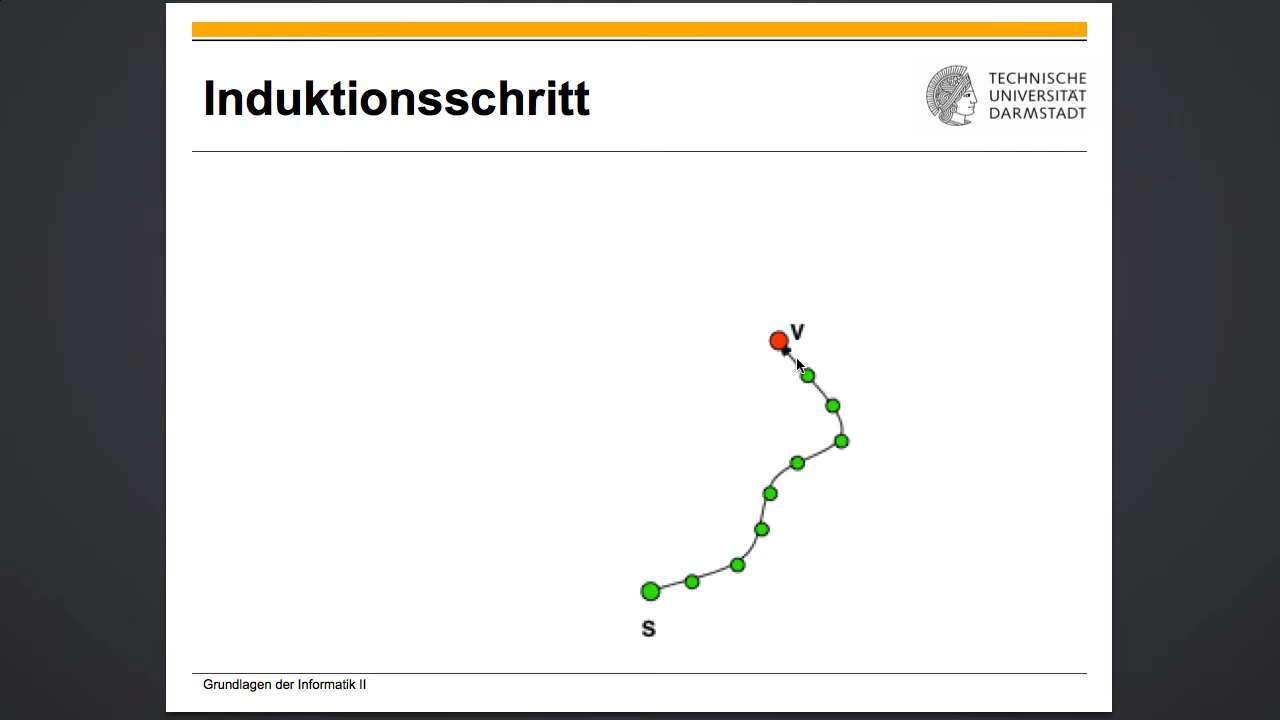 Induktionsschritt
TECHNISCHE
UNIVERSITÄT
DARMSTADT
V
S
Grundlagen der Informatik II